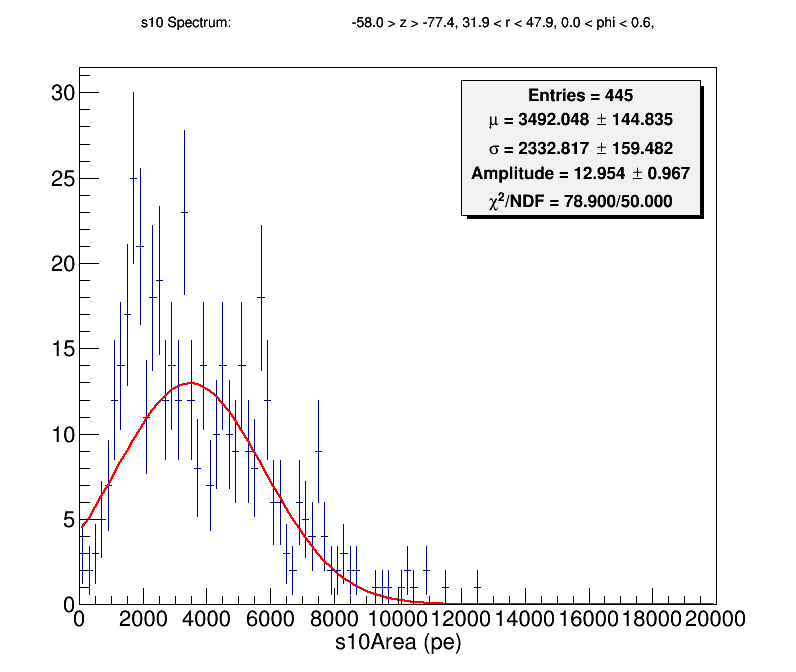 s10 Spectrum: -58.0 > z > -77.4, 31.9 < r < 47.9, 0.0 < phi < 0.6,
Entries = 445
μ = 3492.048 ± 144.835
σ = 2332.817 ± 159.482
Amplitude = 12.954 ± 0.967
χ²/NDF = 78.900/50.000
30
25
20
15
10
5
0
0 2000 4000 6000 8000 10000 12000 14000 16000 18000 20000
s10Area (pe)